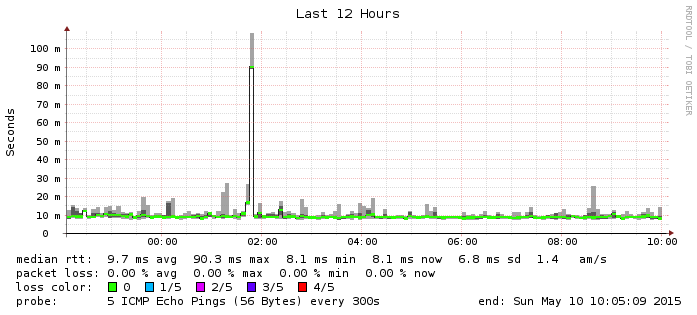 Last 12 Hours
RRDTOOL / TOBI OETIKER
Seconds
100 m
90 m
80 m
70 m
60 m
50 m
40 m
30 m
20 m
10 m
0
00:00 02:00 04:00 06:00 08:00 10:00
median rtt: 9.7 ms avg 90.3 ms max 8.1 ms min 8.1 ms now 6.8 ms sd 1.4 am/s
packet loss: 0.00 % avg 0.00 % max 0.00 % min 0.00 % now
loss color: 0 1/5 2/5 3/5 4/5
probe: 5 ICMP Echo Pings (56 Bytes) every 300s end: Sun May 10 10:05:09 2015